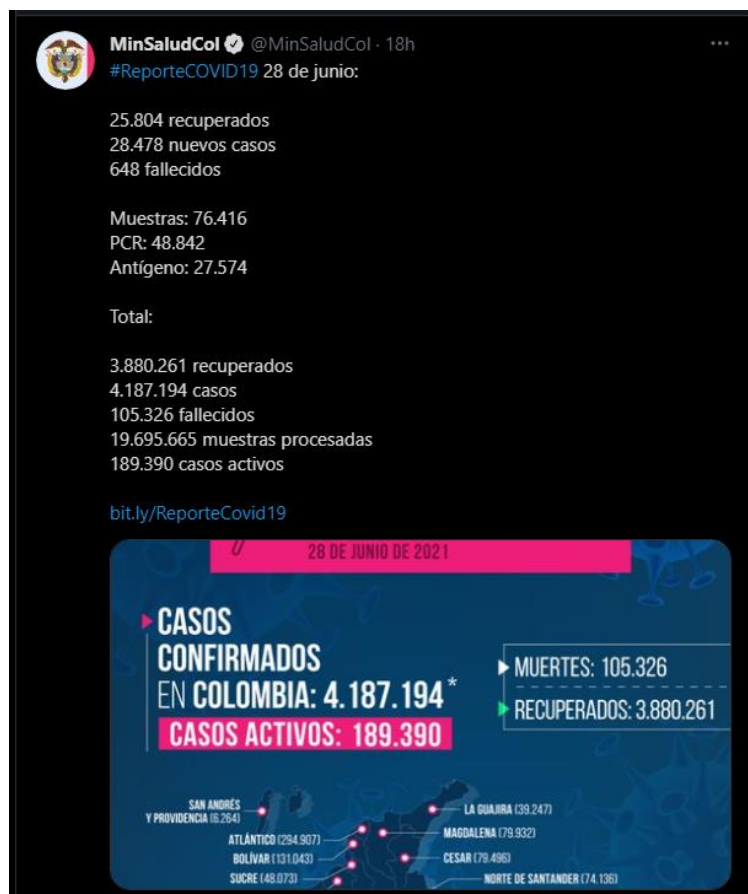 MinSaludCol @MinSaludCol · 18h
#ReporteCOVID19 28 de junio:
25.804 recuperados
28.478 nuevos casos
648 fallecidos
Muestras: 76.416
PCR: 48.842
Antígeno: 27.574
Total:
3.880.261 recuperados
4.187.194 casos
105.326 fallecidos
19.695.665 muestras procesadas
189.390 casos activos
bit.ly/ReporteCovid19
28 DE JUNIO DE 2021
CASOS
CONFIRMADOS
EN COLOMBIA: 4.187.194*
CASOS ACTIVOS: 189.390
MUERTES: 105.326
RECUPERADOS: 3.880.261
SAN ANDRÉS
Y PROVIDENCIA (6.264)
ATLÁNTICO (294.907)
BOLÍVAR (131.043)
SUCRE (48.073)
LA GUAJIRA (39.247)
MAGDALENA (79.932)
CESAR (79.496)
NORTE DE SANTANDER (74.136)